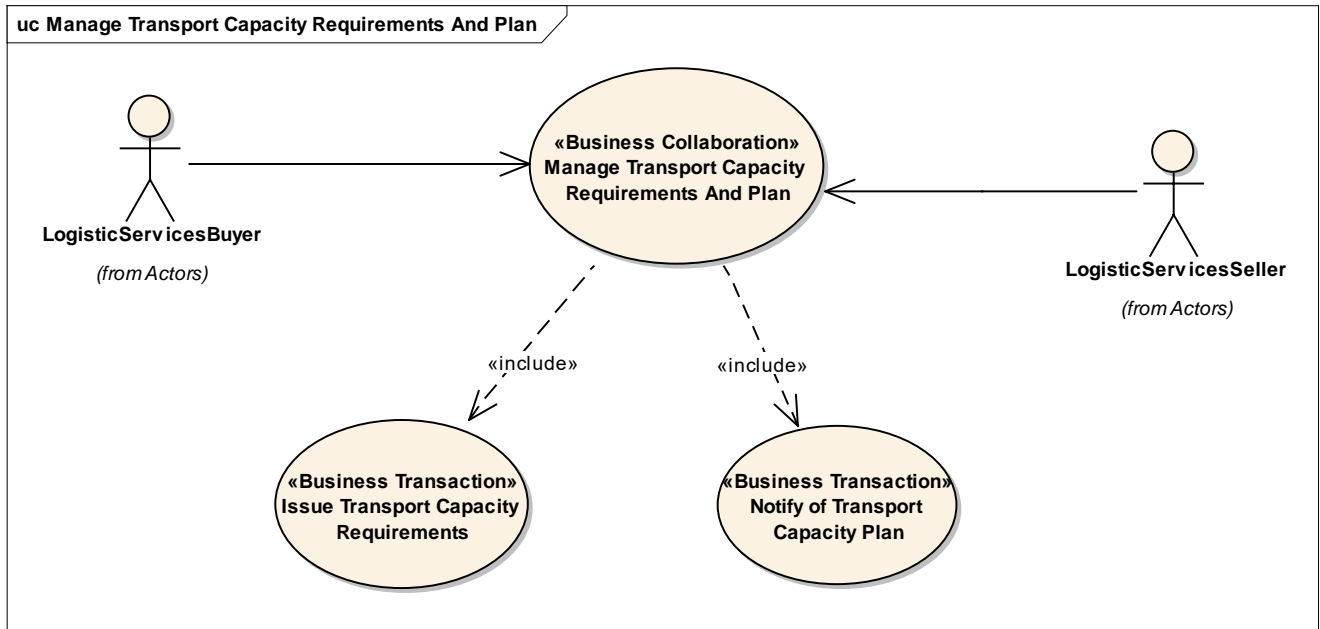 uc Manage Transport Capacity Requirements And Plan
«Business Collaboration»
Manage Transport Capacity
Requirements And Plan
LogisticServicesBuyer
(from Actors)
LogisticServicesSeller
(from Actors)
«include»
«include»
«Business Transaction»
Issue Transport Capacity
Requirements
«Business Transaction»
Notify of Transport
Capacity Plan